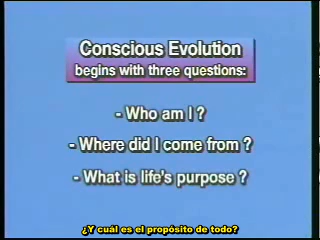 Conscious Evolution
begins with three questions:
- Who am I ?
- Where did I come from ?
- What is life's purpose ?
¿Y cuál es el propósito de todo?